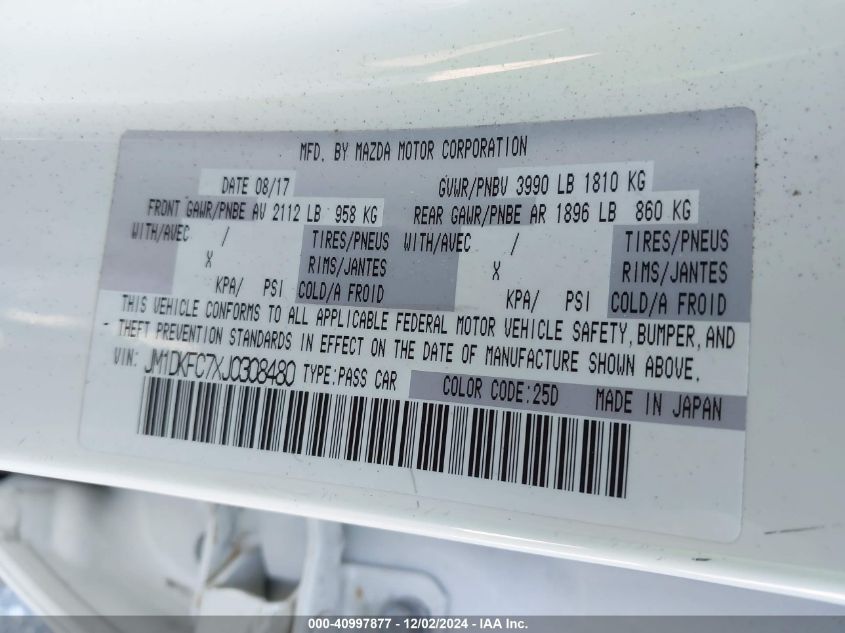 MFD. BY MAZDA MOTOR CORPORATION
DATE 08/17 GVWR/PNBV 3990 LB 1810 KG
FRONT GAWR/PNBE AV 2112 LB 958 KG REAR GAWR/PNBE AR 1896 LB 860 KG
WITH/AVEC / TIRES/PNEUS WITH/AVEC / TIRES/PNEUS
X RIMS/JANTES X RIMS/JANTES
KPA/ PSI COLD/A FROID KPA/ PSI COLD/A FROID
THIS VEHICLE CONFORMS TO ALL APPLICABLE FEDERAL MOTOR VEHICLE SAFETY, BUMPER, AND
THEFT PREVENTION STANDARDS IN EFFECT ON THE DATE OF MANUFACTURE SHOWN ABOVE.
VIN: JM1DKFC7XJ0308480 TYPE:PASS CAR COLOR CODE:25D MADE IN JAPAN
000-40997877 - 12/02/2024 - IAA Inc.